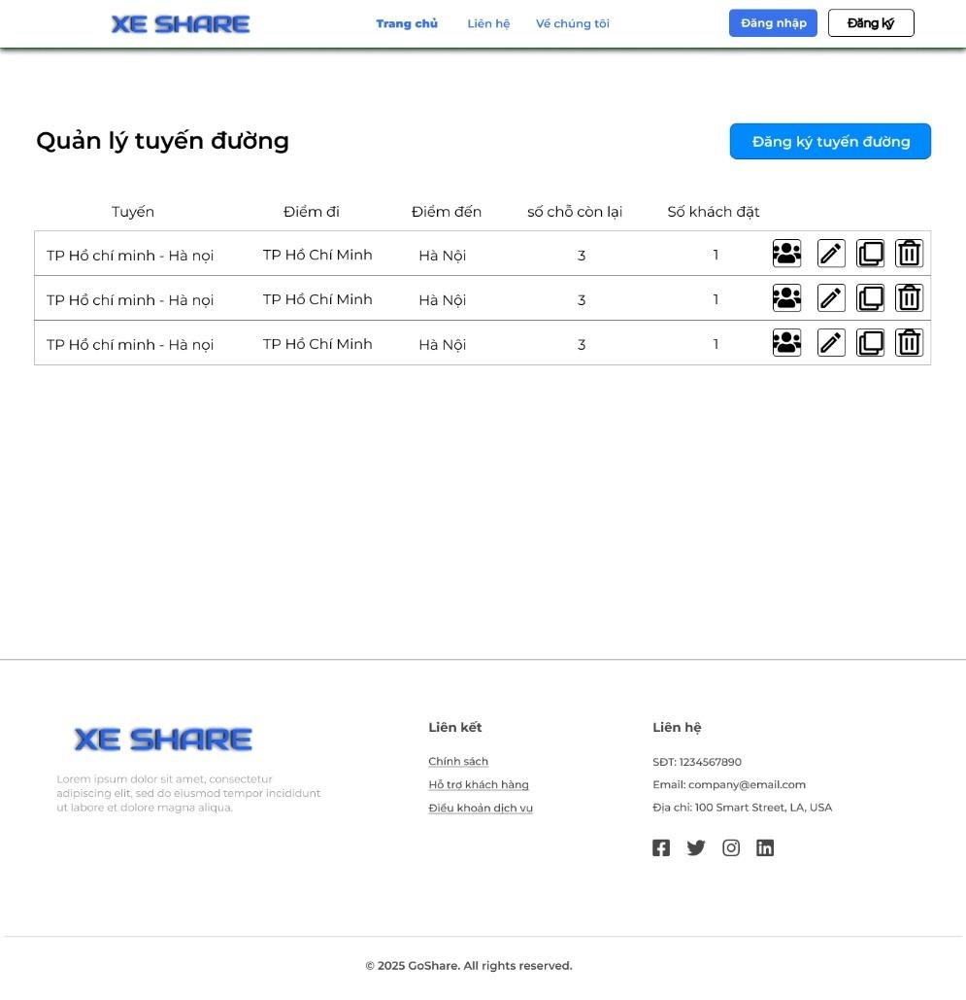 XE SHARE Trang chủ Liên hệ Về chúng tôi Đăng nhập Đăng ký
Quản lý tuyến đường Đăng ký tuyến đường
Tuyến Điểm đi Điểm đến số chỗ còn lại Số khách đặt
TP Hồ chí minh - Hà nọi TP Hồ Chí Minh Hà Nội 3 1
TP Hồ chí minh - Hà nọi TP Hồ Chí Minh Hà Nội 3 1
TP Hồ chí minh - Hà nọi TP Hồ Chí Minh Hà Nội 3 1
XE SHARE
Lorem ipsum dolor sit amet, consectetur
adipiscing elit, sed do eiusmod tempor incididunt
ut labore et dolore magna aliqua.
Liên kết
Chính sách
Hỗ trợ khách hàng
Điều khoản dịch vụ
Liên hệ
SĐT: 1234567890
Email: company@email.com
Địa chỉ: 100 Smart Street, LA, USA
© 2025 GoShare. All rights reserved.